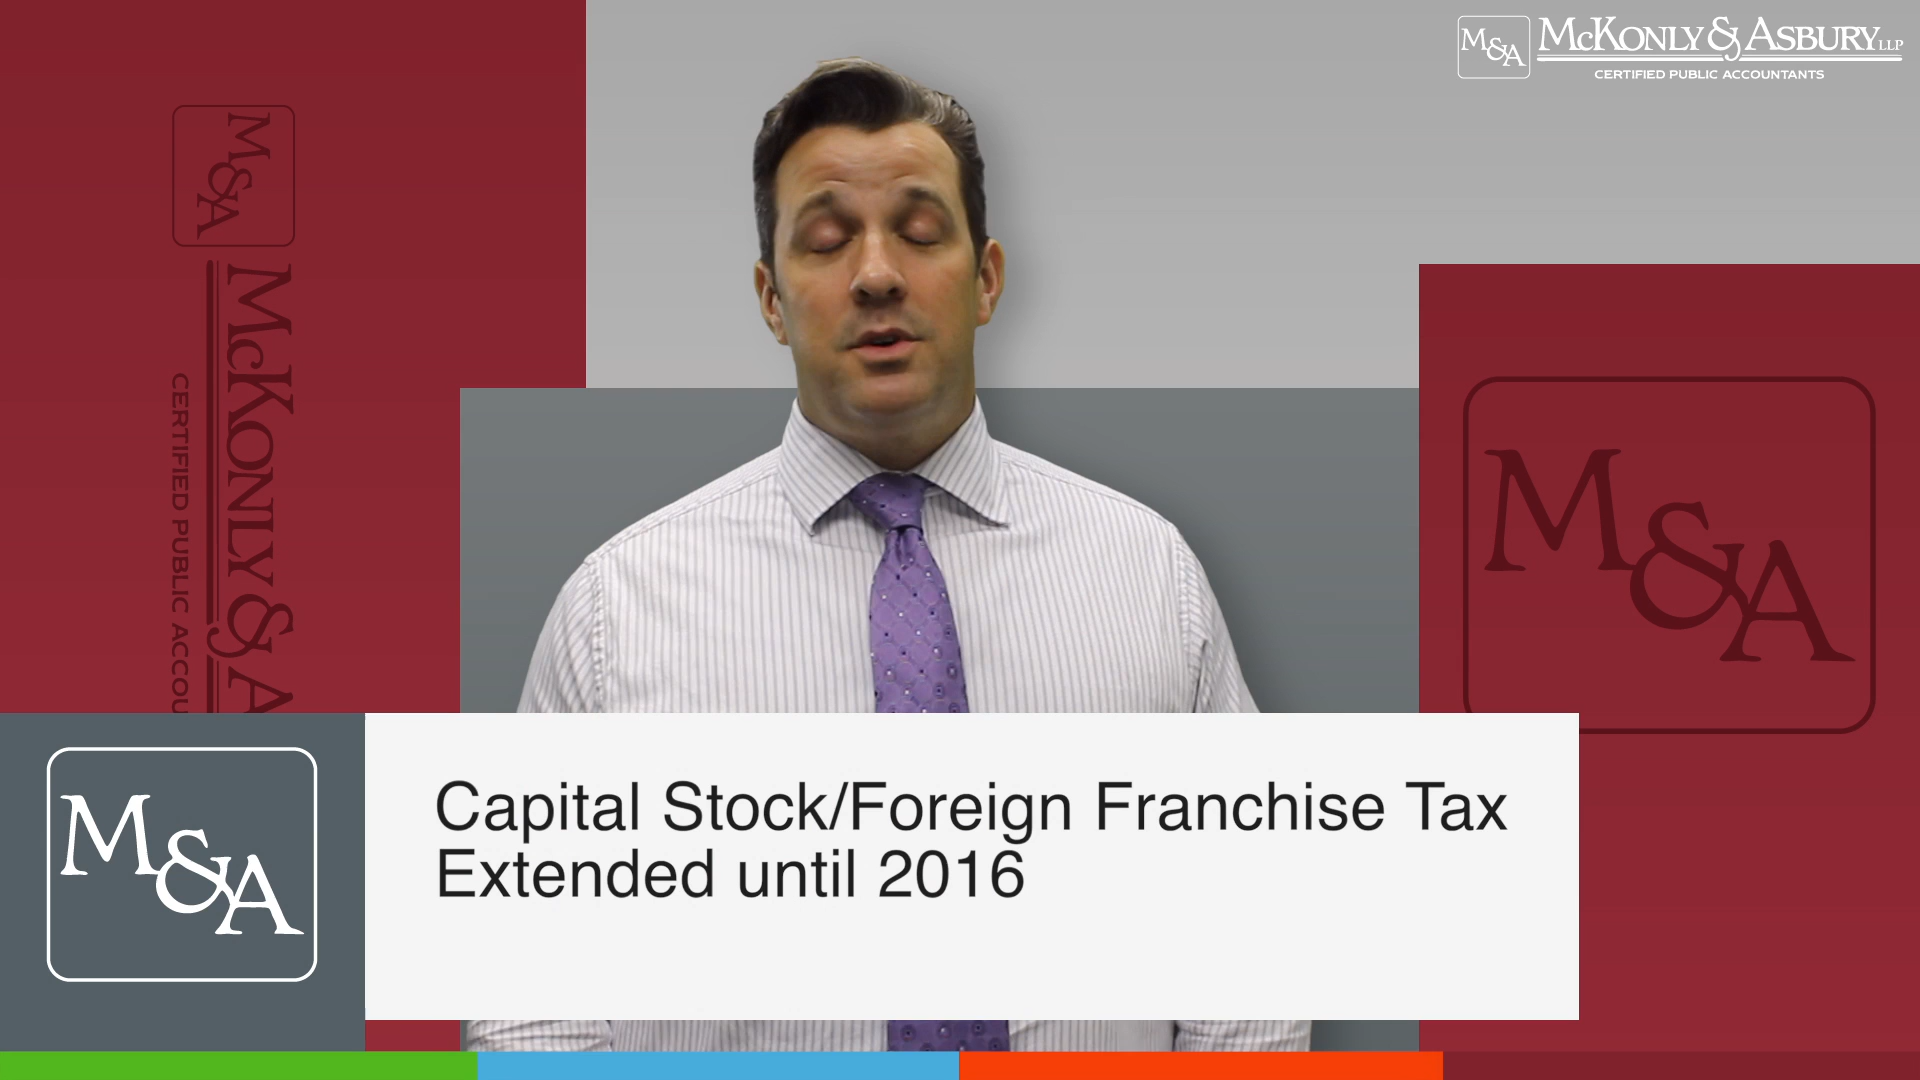 M&A
McKONLY & ASBURY LLP
CERTIFIED PUBLIC ACCOUNTANTS
M&A
McKONLY & A
CERTIFIED PUBLIC ACCOU
M&A
M&A
Capital Stock/Foreign Franchise Tax
Extended until 2016